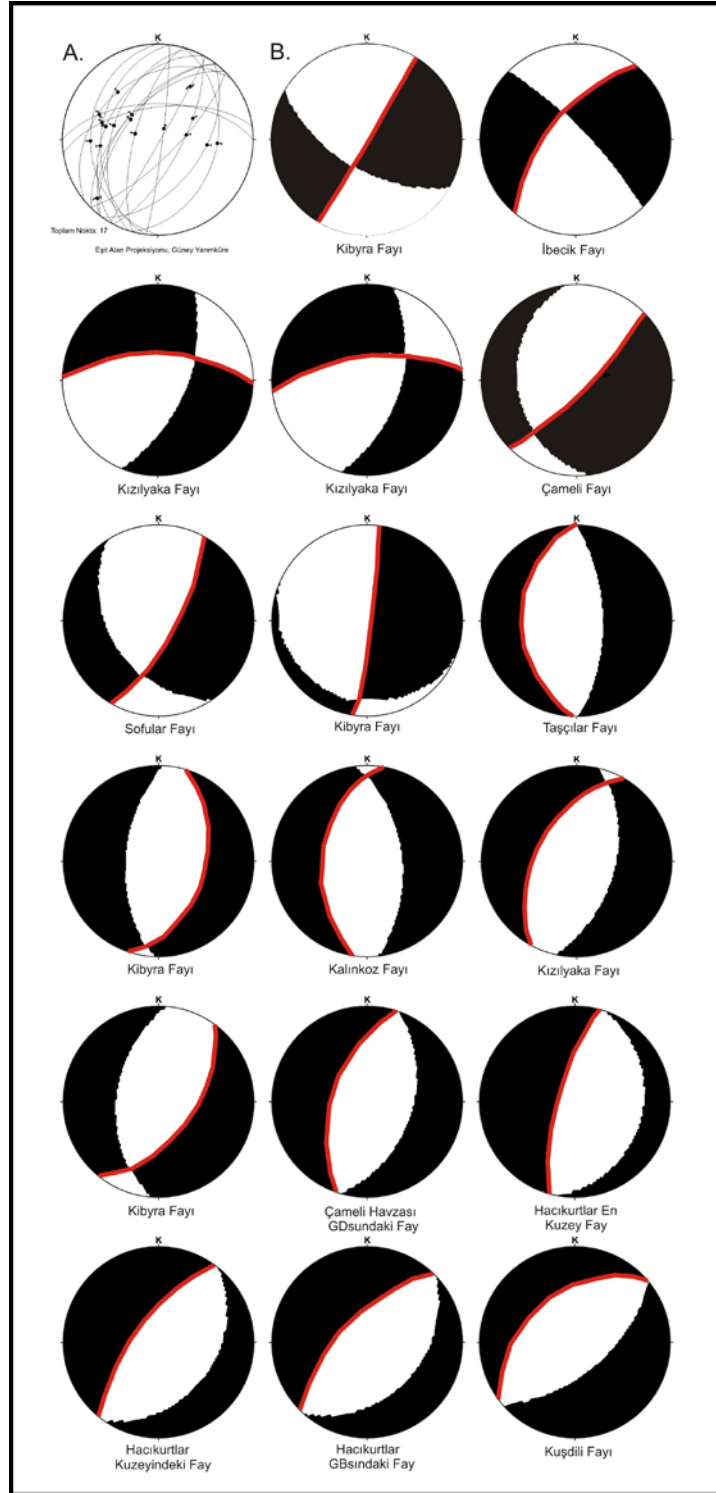 A.
K
B.
K
K
Toplam Nokta: 17
Eşit Alan Projeksiyonu, Güney Yarımküre
Kibyra Fayı
İbecik Fayı
K
K
K
Kızılyaka Fayı
Kızılyaka Fayı
Çameli Fayı
K
K
K
Sofular Fayı
Kibyra Fayı
Taşçılar Fayı
K
K
K
Kibyra Fayı
Kalınkoz Fayı
Kızılyaka Fayı
K
K
K
Kibyra Fayı
Çameli Havzası
GDsundaki Fay
Hacıkurtlar En
Kuzey Fay
K
K
K
Hacıkurtlar
Kuzeyindeki Fay
Hacıkurtlar
GBsındaki Fay
Kuşdili Fayı